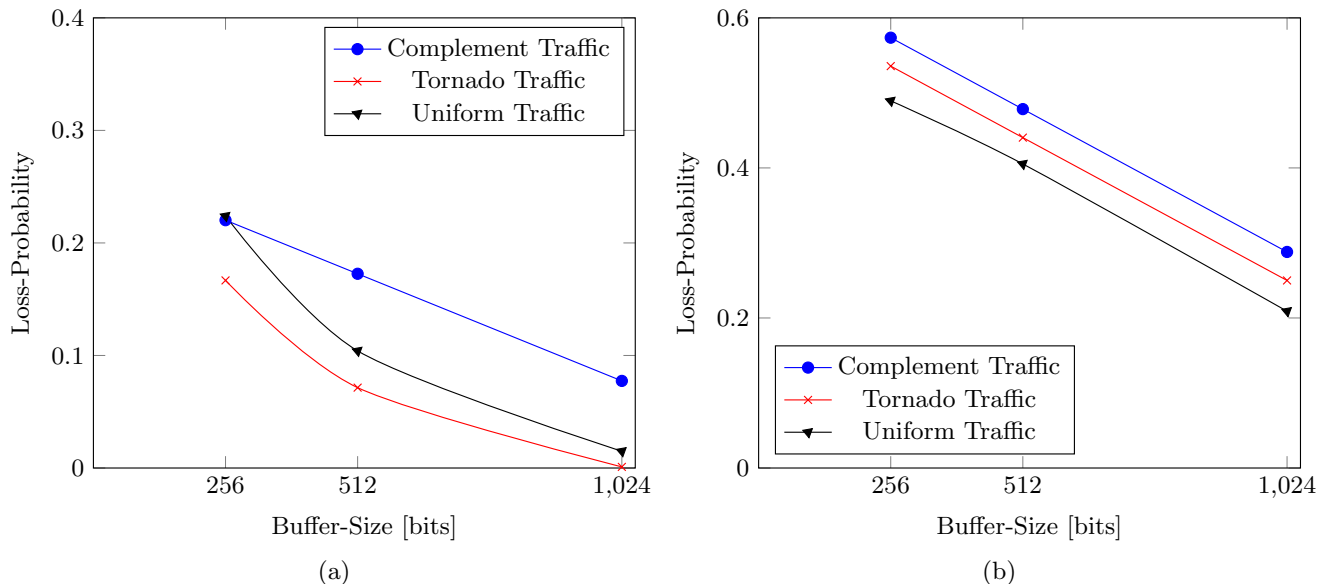 0.4
0.3
0.2
0.1
0
Loss-Probability
Complement Traffic
Tornado Traffic
Uniform Traffic
256
512
1,024
Buffer-Size [bits]
(a)
0.6
0.4
0.2
0
Loss-Probability
Complement Traffic
Tornado Traffic
Uniform Traffic
256
512
1,024
Buffer-Size [bits]
(b)